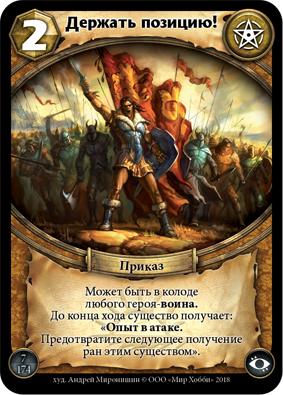 2
Держать позицию!
Приказ
Может быть в колоде
любого героя-воина.
До конца хода существо получает:
«Опыт в атаке.
Предотвратите следующее получение
ран этим существом».
7
174
худ. Андрей Миронишин © ООО «Мир Хобби» 2018